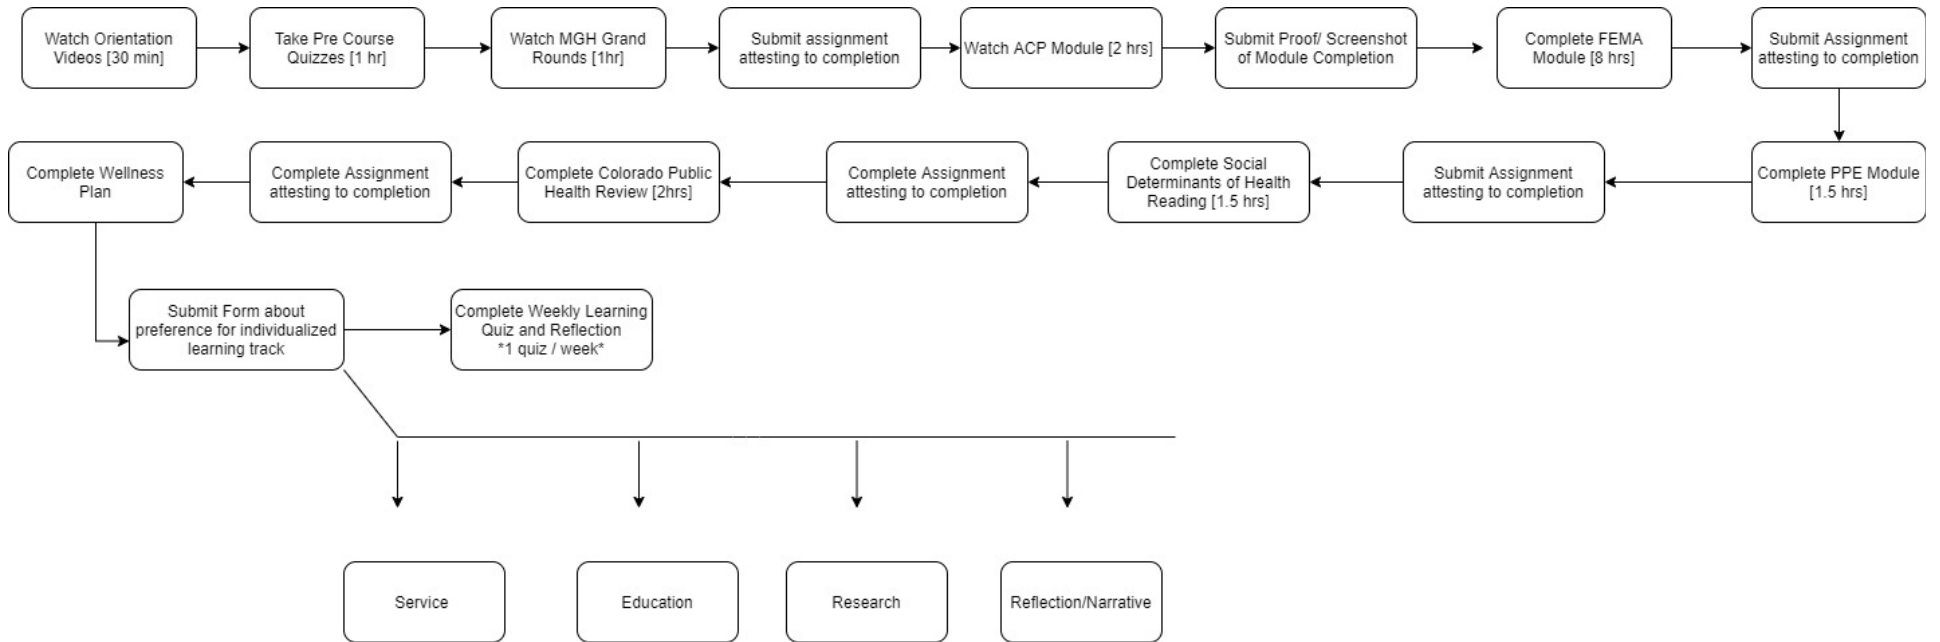 Watch Orientation
Videos [30 min]
Take Pre Course
Quizzes [1 hr]
Watch MGH Grand
Rounds [1hr]
Submit assignment
attesting to completion
Watch ACP Module [2 hrs]
Submit Proof/ Screenshot
of Module Completion
Complete FEMA
Module [8 hrs]
Submit Assignment
attesting to completion
Complete PPE Module
[1.5 hrs]
Submit Assignment
attesting to completion
Complete Social
Determinants of Health
Reading [1.5 hrs]
Complete Assignment
attesting to completion
Complete Colorado Public
Health Review [2hrs]
Complete Assignment
attesting to completion
Complete Wellness
Plan
Submit Form about
preference for individualized
learning track
Complete Weekly Learning
Quiz and Reflection
*1 quiz / week*
Service
Education
Research
Reflection/Narrative